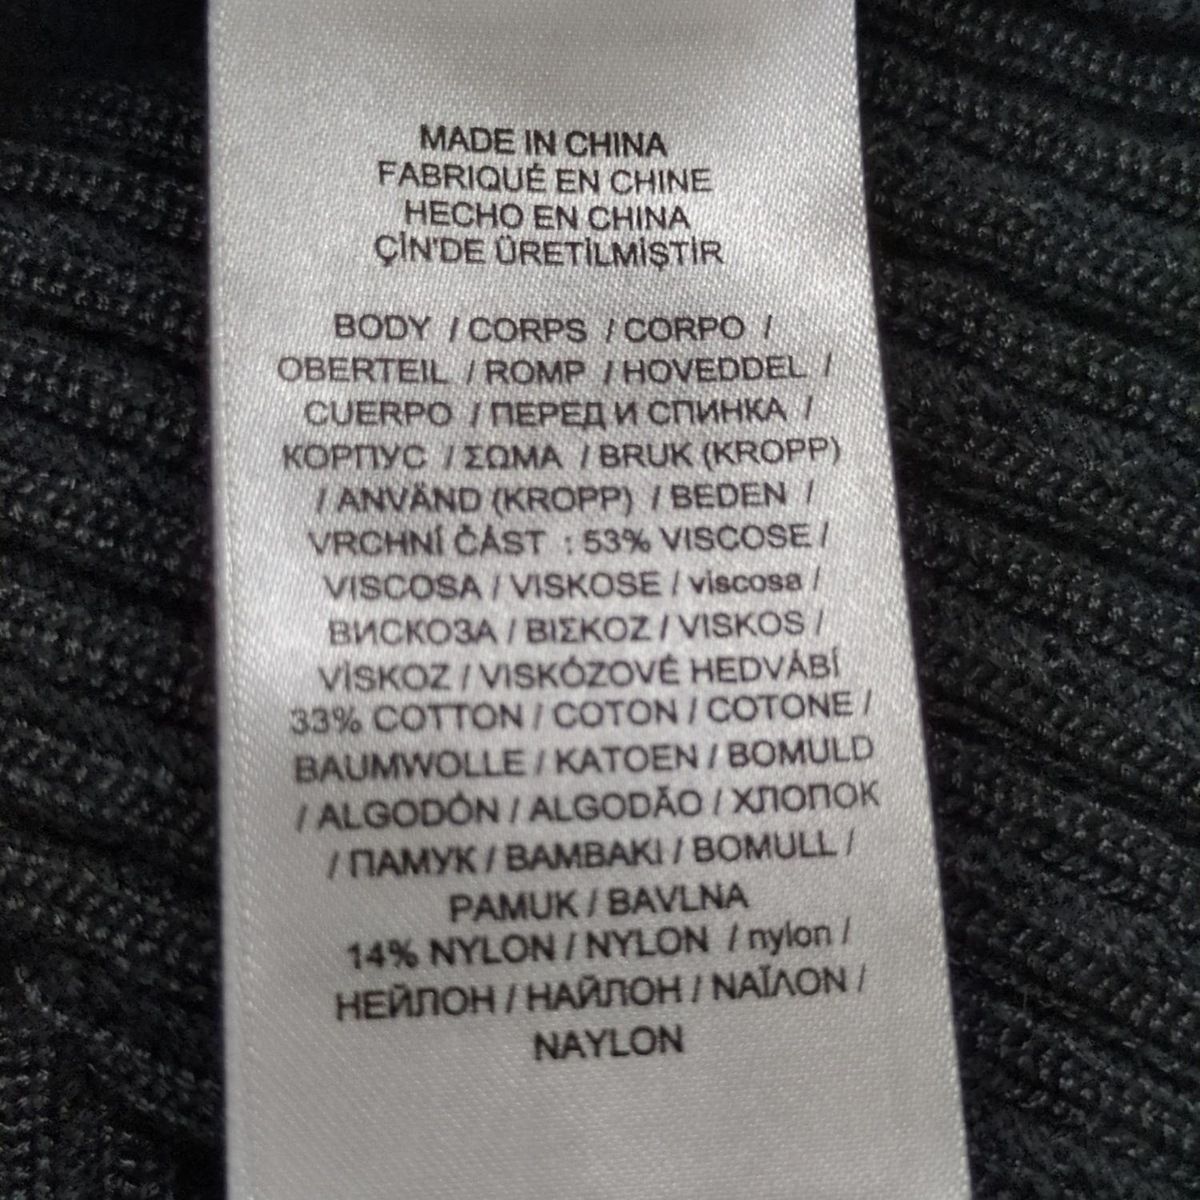 MADE IN CHINA
FABRIQUÉ EN CHINE
HECHO EN CHINA
ÇİN'DE ÜRETİLMİŞTİR
BODY / CORPS / CORPO /
OBERTEIL / ROMP / HOVEDDEL /
CUERPO / ПЕРЕД И СПИНКА /
КОРПУС / ΣΩΜΑ / BRUK (KROPP)
/ ANVÄND (KROPP) / BEDEN /
VRCHNÍ ČÁST : 53% VISCOSE /
VISCOSA / VISKOSE / viscosa /
ВИСКОЗА / ΒΙΣΚΟΖ / VISKOS /
VİSKOZ / VISKÓZOVÉ HEDVÁBÍ
33% COTTON / COTON / COTONE /
BAUMWOLLE / KATOEN / BOMULD
/ ALGODÓN / ALGODÃO / ХЛОПОК
/ ПАМУК / BAMBAKI / BOMULL /
PAMUK / BAVLNA
14% NYLON / NYLON / nylon /
НЕЙЛОН / НАЙЛОН / ΝΑΪΛΟΝ /
NAYLON